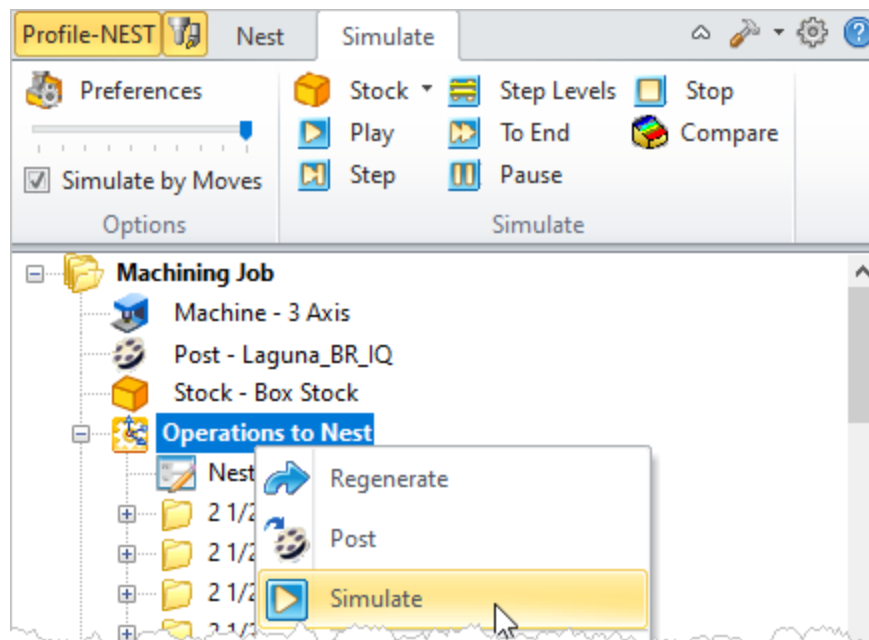 Profile-NEST Nest Simulate
Preferences Stock Step Levels Stop
Play To End Compare
Simulate by Moves Step Pause
Options Simulate
Machining Job
Machine - 3 Axis
Post - Laguna_BR_IQ
Stock - Box Stock
Operations to Nest
Nest
Regenerate
2 1/2
Post
2 1/2
2 1/2
Simulate